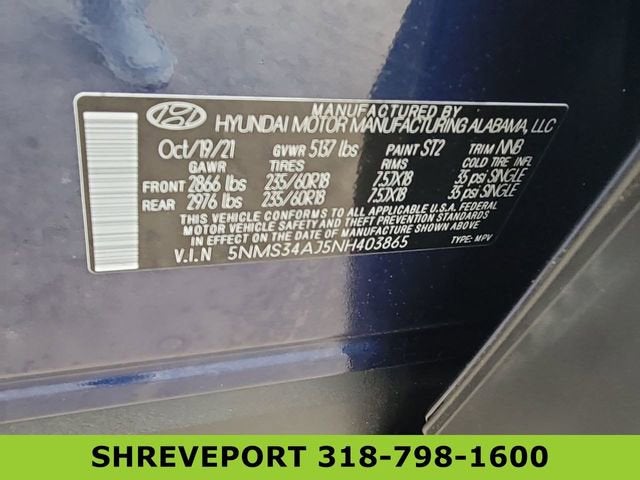 MANUFACTURED BY
HYUNDAI MOTOR MANUFACTURING ALABAMA, LLC
Oct/19/21 GVWR 5137 lbs PAINT ST2 TRIM NNB
GAWR TIRES RIMS COLD TIRE INFL
FRONT 2866 lbs 235/60R18 7.5JX18 35 psi SINGLE
REAR 2976 lbs 235/60R18 7.5JX18 35 psi SINGLE
THIS VEHICLE CONFORMS TO ALL APPLICABLE U.S.A. FEDERAL
MOTOR VEHICLE SAFETY AND THEFT PREVENTION STANDARDS
IN EFFECT ON THE DATE OF MANUFACTURE SHOWN ABOVE
V.I.N 5NMS34AJ5NH403865 TYPE: MPV
SHREVEPORT 318-798-1600